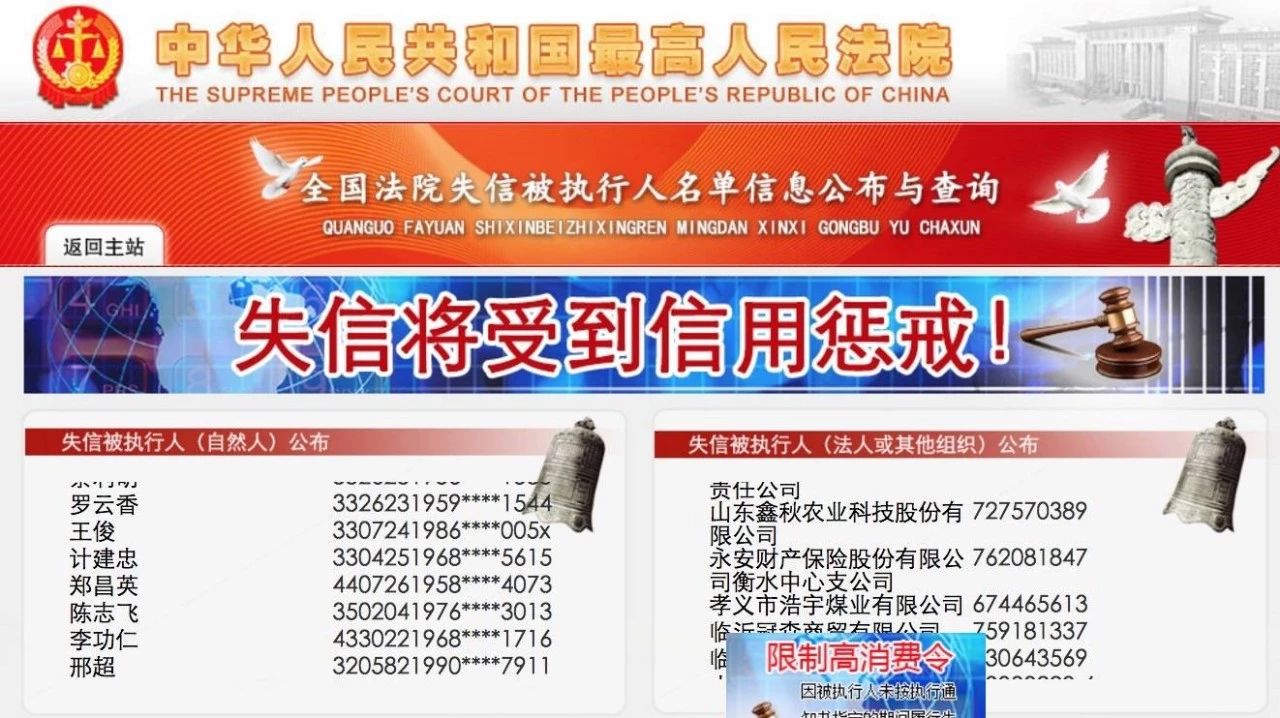 中华人民共和国最高人民法院
THE SUPREME PEOPLE'S COURT OF THE PEOPLE'S REPUBLIC OF CHINA
全国法院失信被执行人名单信息公布与查询
QUANGUO FAYUAN SHIXINBEIZHIXINGREN MINGDAN XINXI GONGBU YU CHAXUN
返回主站
失信将受到信用惩戒！
失信被执行人（自然人）公布
罗云香 3326231959****1544
王俊 3307241986****005x
计建忠 3304251968****5615
郑昌英 4407261958****4073
陈志飞 3502041976****3013
李功仁 4330221968****1716
邢超 3205821990****7911
失信被执行人（法人或其他组织）公布
责任公司
山东鑫秋农业科技股份有 727570389
限公司
永安财产保险股份有限公 762081847
司衡水中心支公司
孝义市浩宇煤业有限公司 674465613
临沂冠森商贸有限公司 759181337
临 30643569
限制高消费令
因被执行人未按执行通